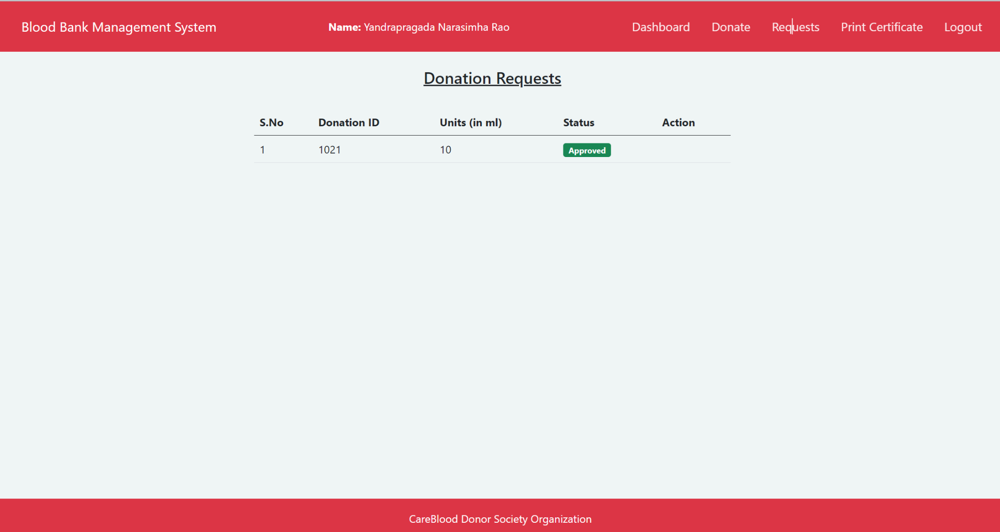 Blood Bank Management System Name: Yandrapragada Narasimha Rao Dashboard Donate Requests Print Certificate Logout
Donation Requests
S.No Donation ID Units (in ml) Status Action
1 1021 10 Approved
CareBlood Donor Society Organization